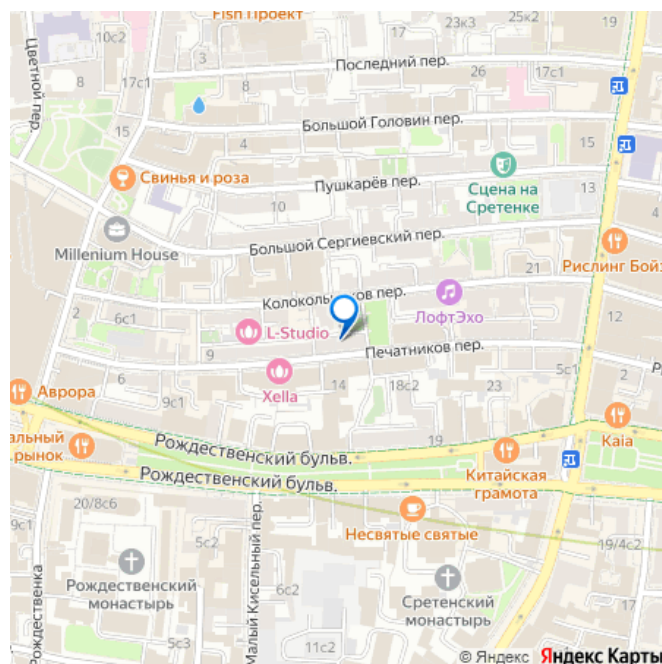 Fish Проект
17
23к3
25к4
10с2
Цветной пер.
8
3
Последний пер.
26
17с1
17с1
8
4
Большой Головин пер.
15
15
Свинья и роза
Пушкарёв пер.
Сцена на
Сретенке
13
4
Millenium House
Большой Сергиевский пер.
Рислинг Бойз
21
Колокольников пер.
2
6с1
ЛофтЭхо
12
L-Studio
9
Печатников пер.
Xella
14
18с2
23
2
6
9с1
Аврора
19
Kaia
Рождественский бульв.
Рождественский бульв.
рынок
Китайская
грамота
20/8с6
9с1
Несвятые святые
5с2
19/4с2
Рождественский
монастырь
Малый Кисельный пер.
6с2
Сретенский
монастырь
Рождественка
5с3
3
11с2
17
© Яндекс Яндекс Карты